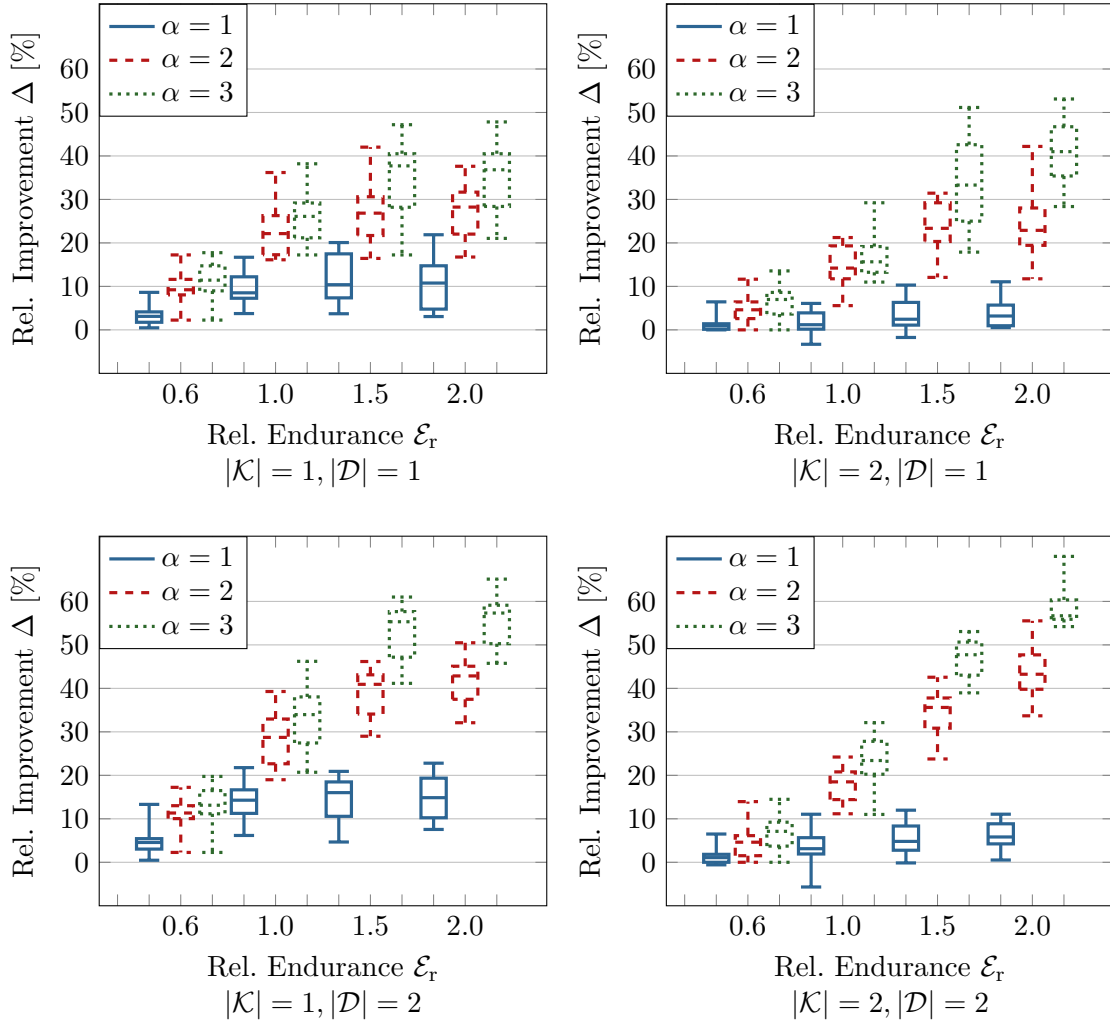 Rel. Improvement Δ [%]
α = 1
α = 2
α = 3
60
50
40
30
20
10
0
0.6 1.0 1.5 2.0
Rel. Endurance ℰr
|𝒦| = 1, |𝒟| = 1
Rel. Improvement Δ [%]
α = 1
α = 2
α = 3
60
50
40
30
20
10
0
0.6 1.0 1.5 2.0
Rel. Endurance ℰr
|𝒦| = 2, |𝒟| = 1
Rel. Improvement Δ [%]
α = 1
α = 2
α = 3
60
50
40
30
20
10
0
0.6 1.0 1.5 2.0
Rel. Endurance ℰr
|𝒦| = 1, |𝒟| = 2
Rel. Improvement Δ [%]
α = 1
α = 2
α = 3
60
50
40
30
20
10
0
0.6 1.0 1.5 2.0
Rel. Endurance ℰr
|𝒦| = 2, |𝒟| = 2